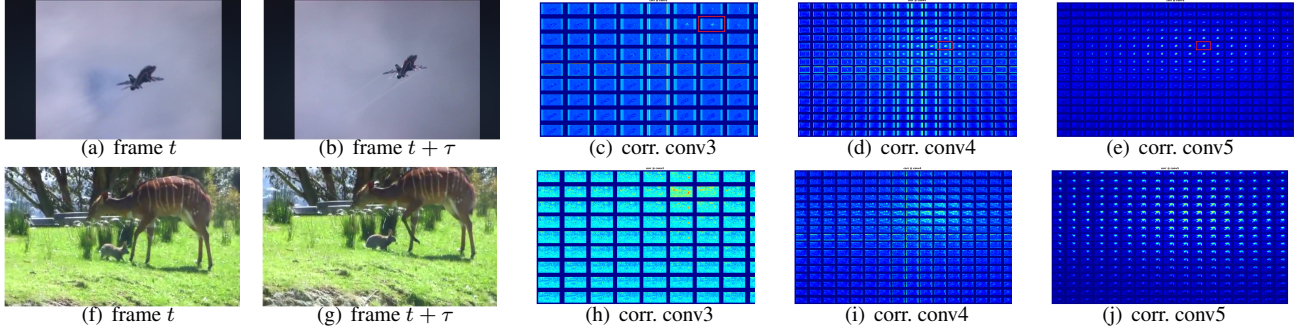 (a) frame t
(b) frame t + τ
(c) corr. conv3
(d) corr. conv4
(e) corr. conv5
(f) frame t
(g) frame t + τ
(h) corr. conv3
(i) corr. conv4
(j) corr. conv5